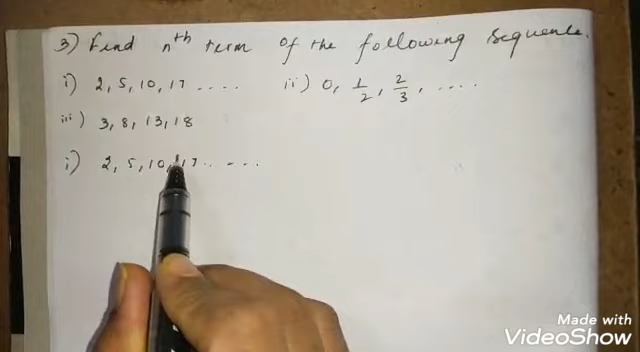 3) Find nth term of the following sequence.
i) 2, 5, 10, 17 .... ii) 0, 1/2, 2/3, ....
iii) 3, 8, 13, 18
i) 2, 5, 10, 17.. - ...
Made with
VideoShow